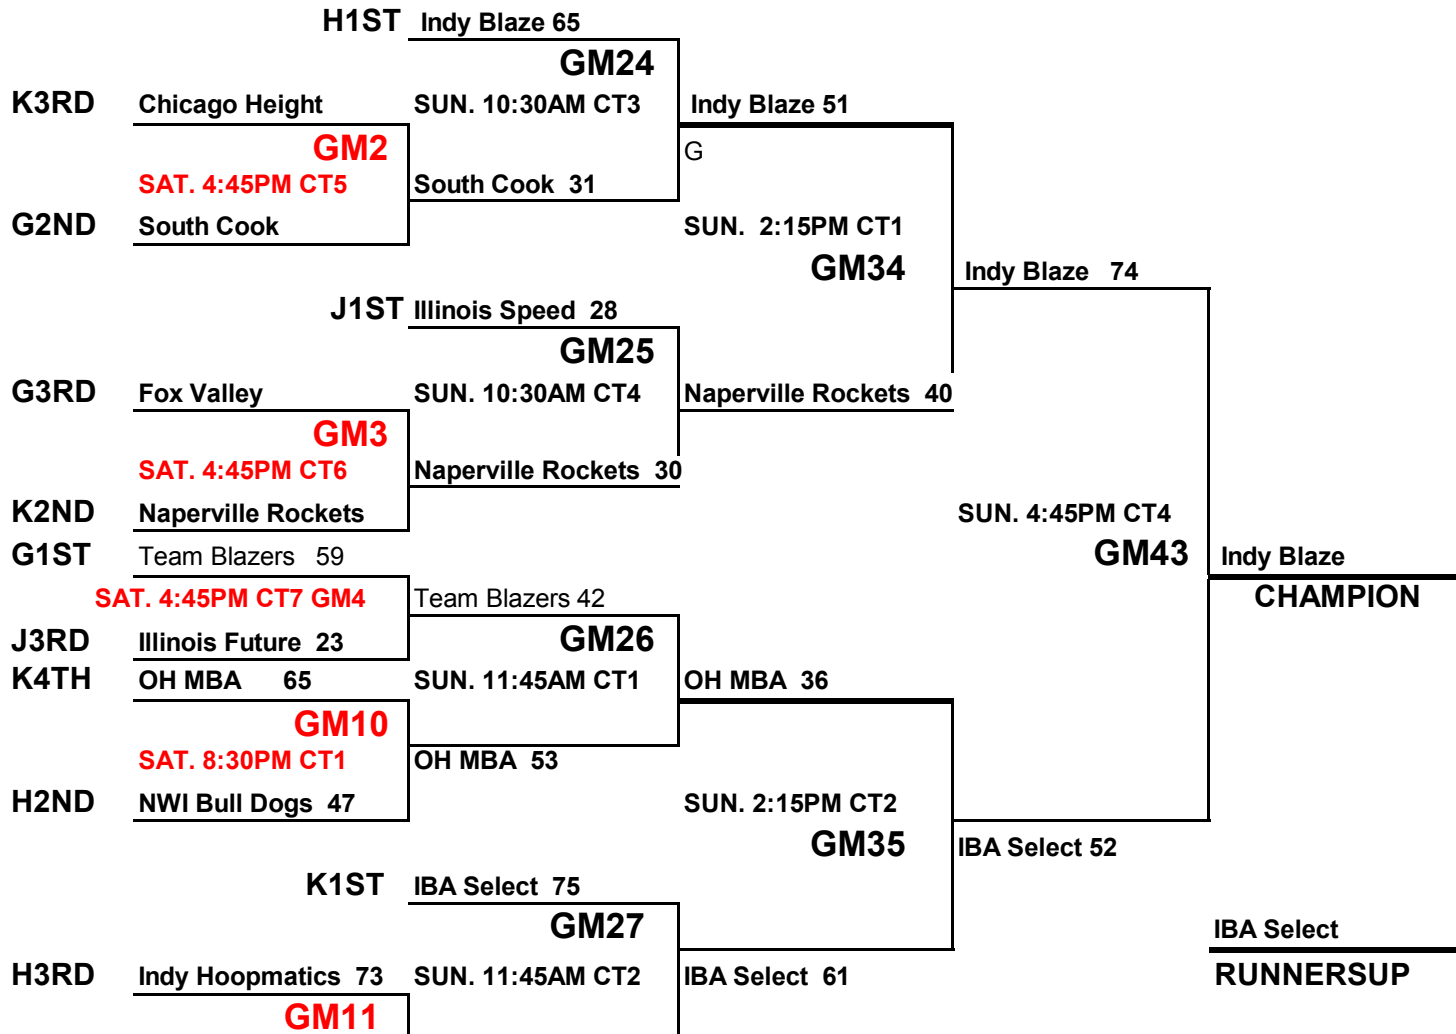 H1ST Indy Blaze 65
GM24
K3RD Chicago Height SUN. 10:30AM CT3 Indy Blaze 51
GM2 G
SAT. 4:45PM CT5 South Cook 31
G2ND South Cook SUN. 2:15PM CT1
GM34 Indy Blaze 74
J1ST Illinois Speed 28
GM25
G3RD Fox Valley SUN. 10:30AM CT4 Naperville Rockets 40
GM3
SAT. 4:45PM CT6 Naperville Rockets 30
K2ND Naperville Rockets SUN. 4:45PM CT4
G1ST Team Blazers 59 GM43 Indy Blaze
SAT. 4:45PM CT7 GM4 Team Blazers 42 CHAMPION
J3RD Illinois Future 23 GM26
K4TH OH MBA 65 SUN. 11:45AM CT1 OH MBA 36
GM10
SAT. 8:30PM CT1 OH MBA 53
H2ND NWI Bull Dogs 47 SUN. 2:15PM CT2
GM35 IBA Select 52
K1ST IBA Select 75
GM27 IBA Select
H3RD Indy Hoopmatics 73 SUN. 11:45AM CT2 IBA Select 61 RUNNERSUP
GM11